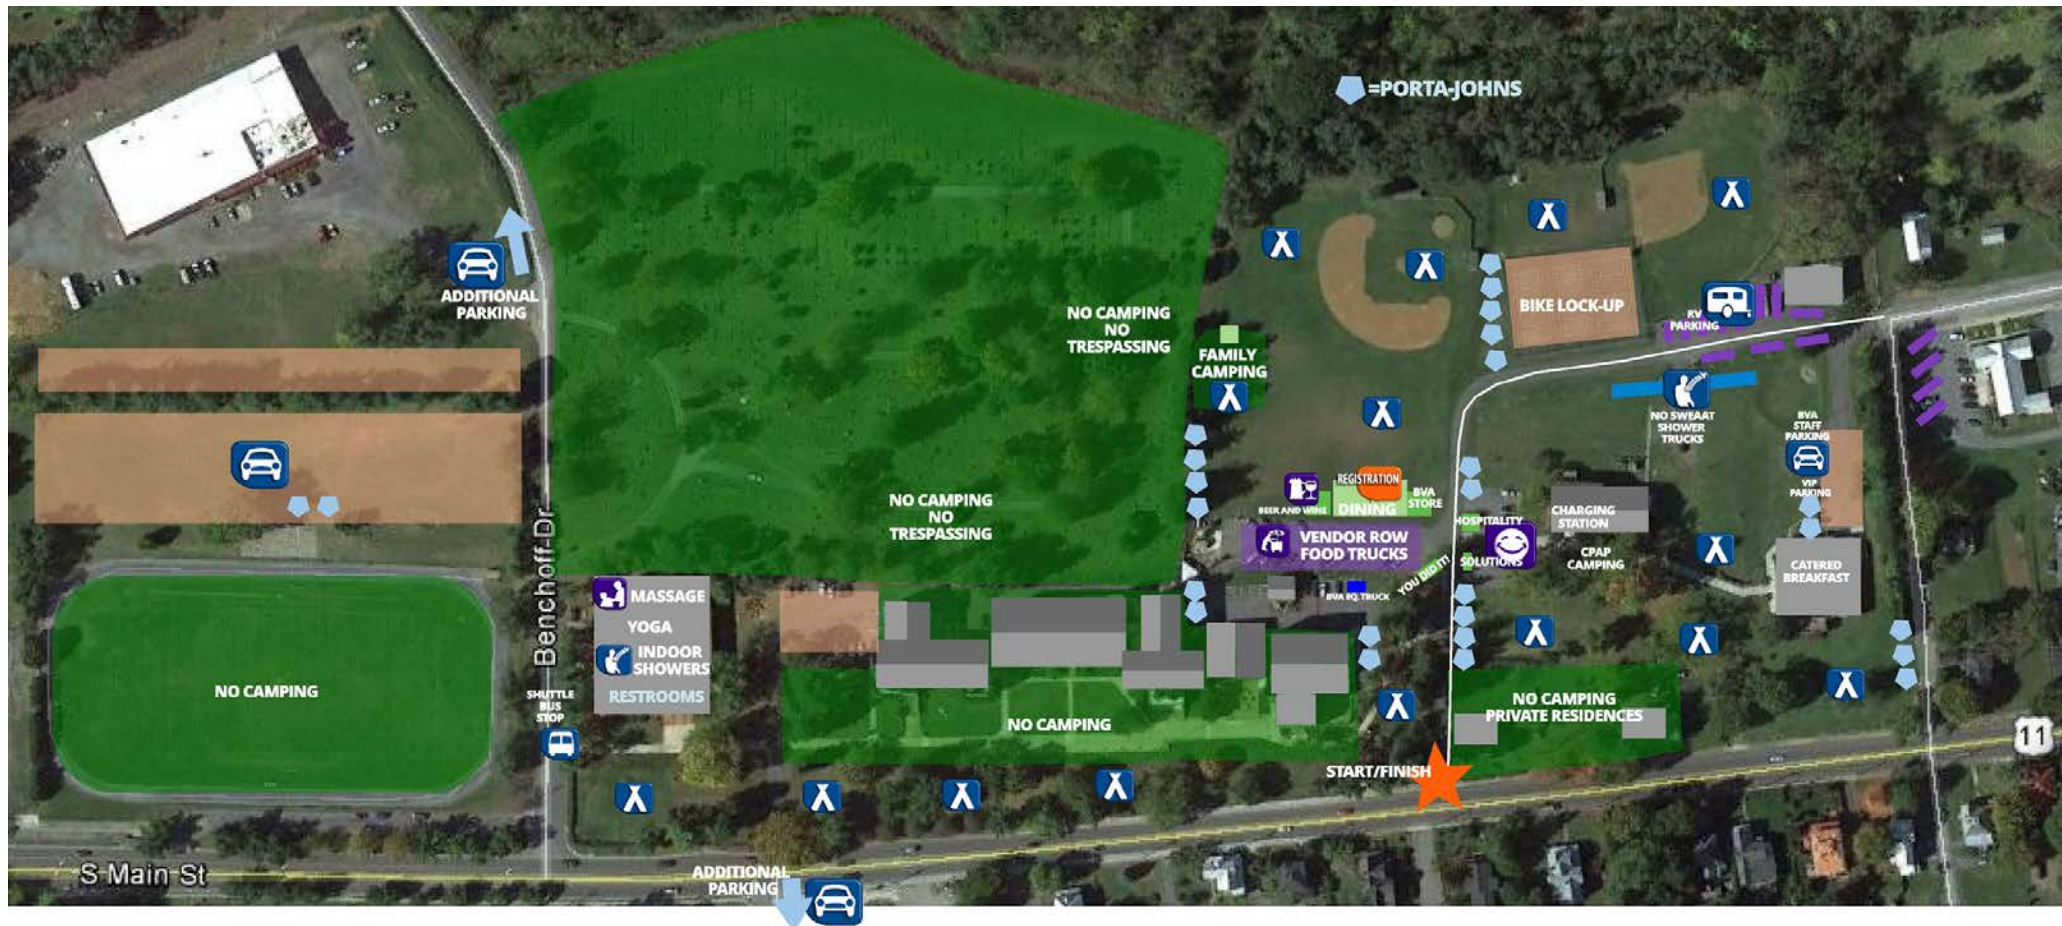 =PORTA-JOHNS
ADDITIONAL
PARKING
NO CAMPING
NO
TRESPASSING
FAMILY
CAMPING
BIKE LOCK-UP
RV
PARKING
NO SWEAAT
SHOWER
TRUCKS
BVA
STAFF
PARKING
VIP
PARKING
REGISTRATION
BEER AND WINE
DINING
BVA
STORE
VENDOR ROW
FOOD TRUCKS
HOSPITALITY
SOLUTIONS
CHARGING
STATION
CPAP
CAMPING
CATERED
BREAKFAST
NO CAMPING
NO
TRESPASSING
YOU DID IT!
BVA EQ. TRUCK
Benchoff-Dr
MASSAGE
YOGA
INDOOR
SHOWERS
RESTROOMS
SHUTTLE
BUS
STOP
NO CAMPING
NO CAMPING
NO CAMPING
PRIVATE RESIDENCES
START/FINISH
11
S Main St
ADDITIONAL
PARKING